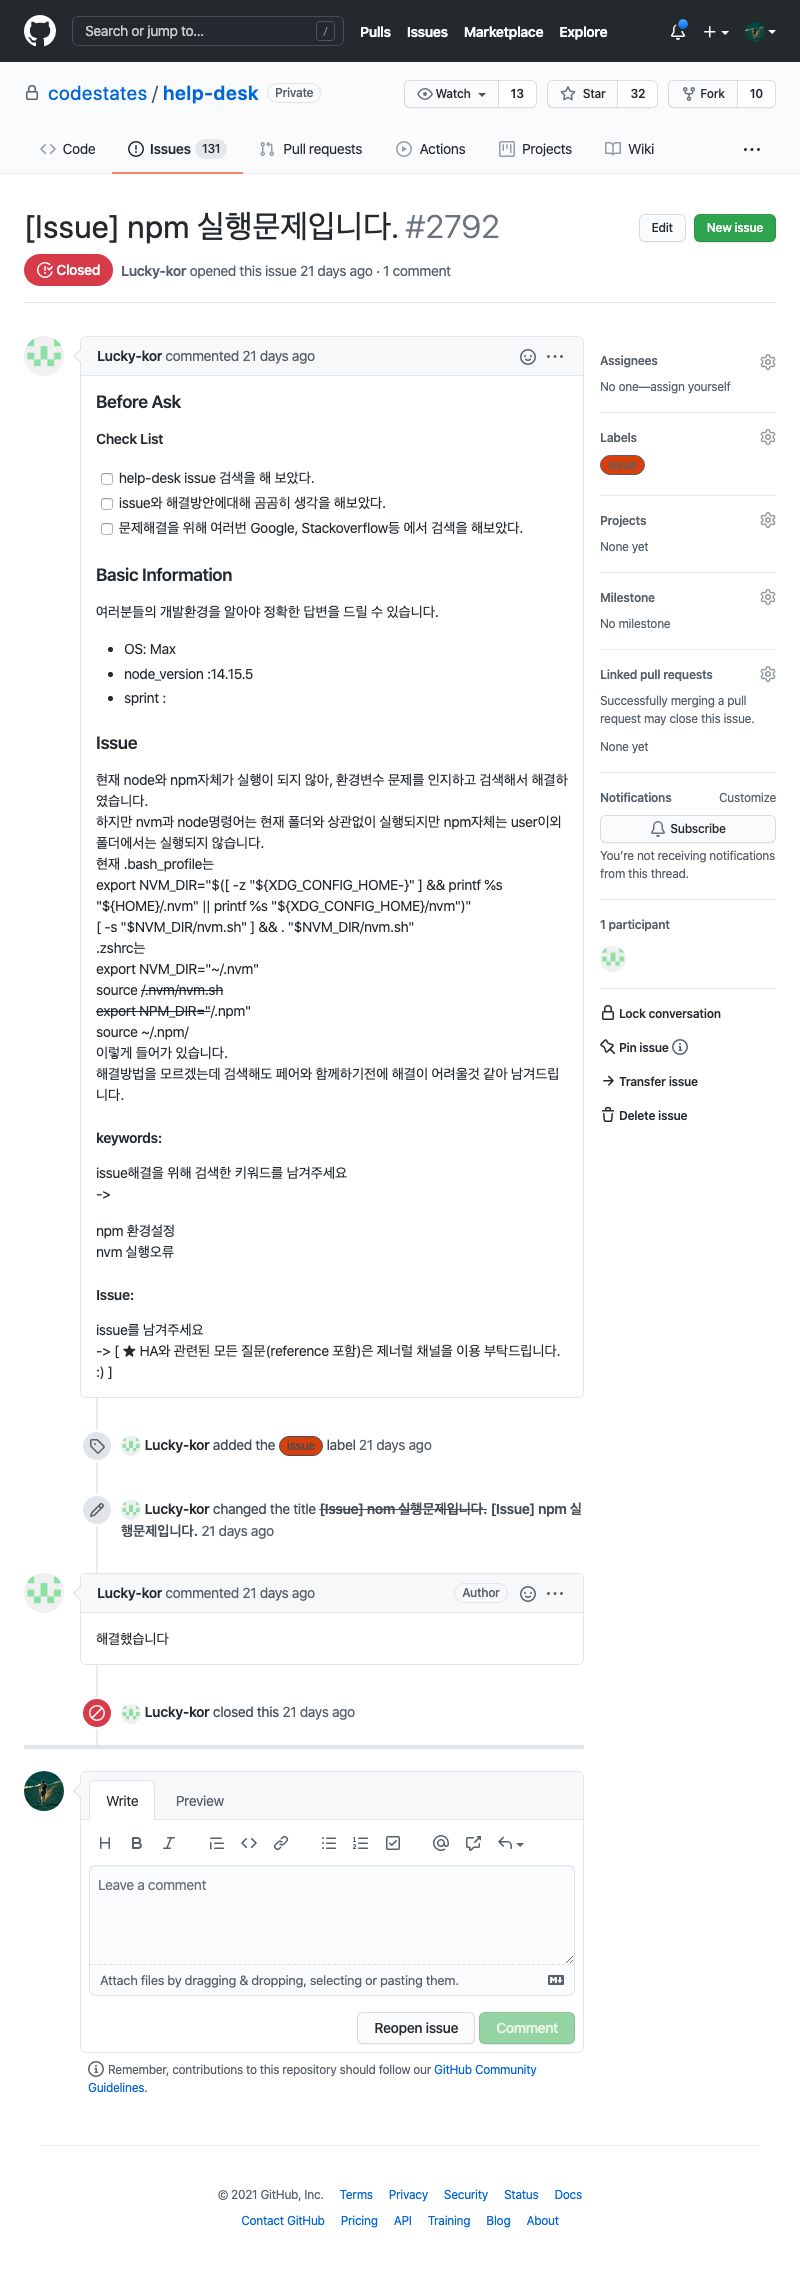 Search or jump to... /
Pulls Issues Marketplace Explore
codestates / help-desk Private
Watch 13 Star 32 Fork 10
Code Issues 131 Pull requests Actions Projects Wiki ...
[Issue] npm 실행문제입니다. #2792
Edit New issue
Closed Lucky-kor opened this issue 21 days ago · 1 comment
Lucky-kor commented 21 days ago
Before Ask
Check List
help-desk issue 검색을 해 보았다.
issue와 해결방안에대해 곰곰히 생각을 해보았다.
문제해결을 위해 여러번 Google, Stackoverflow등 에서 검색을 해보았다.
Basic Information
여러분들의 개발환경을 알아야 정확한 답변을 드릴 수 있습니다.
• OS: Max
• node_version :14.15.5
• sprint :
Issue
현재 node와 npm자체가 실행이 되지 않아, 환경변수 문제를 인지하고 검색해서 해결하
였습니다.
하지만 nvm과 node명령어는 현재 폴더와 상관없이 실행되지만 npm자체는 user이외
폴더에서는 실행되지 않습니다.
현재 .bash_profile는
export NVM_DIR="$([ -z "${XDG_CONFIG_HOME-}" ] && printf %s
"${HOME}/.nvm" || printf %s "${XDG_CONFIG_HOME}/nvm")"
[ -s "$NVM_DIR/nvm.sh" ] && . "$NVM_DIR/nvm.sh"
.zshrc는
export NVM_DIR="~/.nvm"
source /.nvm/nvm.sh
export NPM_DIR="/.npm"
source ~/.npm/
이렇게 들어가 있습니다.
해결방법을 모르겠는데 검색해도 페어와 함께하기전에 해결이 어려울것 같아 남겨드립
니다.
keywords:
issue해결을 위해 검색한 키워드를 남겨주세요
->
npm 환경설정
nvm 실행오류
Issue:
issue를 남겨주세요
-> [ ★ HA와 관련된 모든 질문(reference 포함)은 제너럴 채널을 이용 부탁드립니다.
:) ]
Lucky-kor added the issue label 21 days ago
Lucky-kor changed the title [Issue] nom 실행문제입니다. [Issue] npm 실
행문제입니다. 21 days ago
Lucky-kor commented 21 days ago Author
해결했습니다
Lucky-kor closed this 21 days ago
Write Preview
Leave a comment
Attach files by dragging & dropping, selecting or pasting them.
Reopen issue Comment
Remember, contributions to this repository should follow our GitHub Community
Guidelines.
Assignees
No one—assign yourself
Labels
issue
Projects
None yet
Milestone
No milestone
Linked pull requests
Successfully merging a pull
request may close this issue.
None yet
Notifications Customize
Subscribe
You're not receiving notifications
from this thread.
1 participant
Lock conversation
Pin issue
Transfer issue
Delete issue
© 2021 GitHub, Inc. Terms Privacy Security Status Docs
Contact GitHub Pricing API Training Blog About